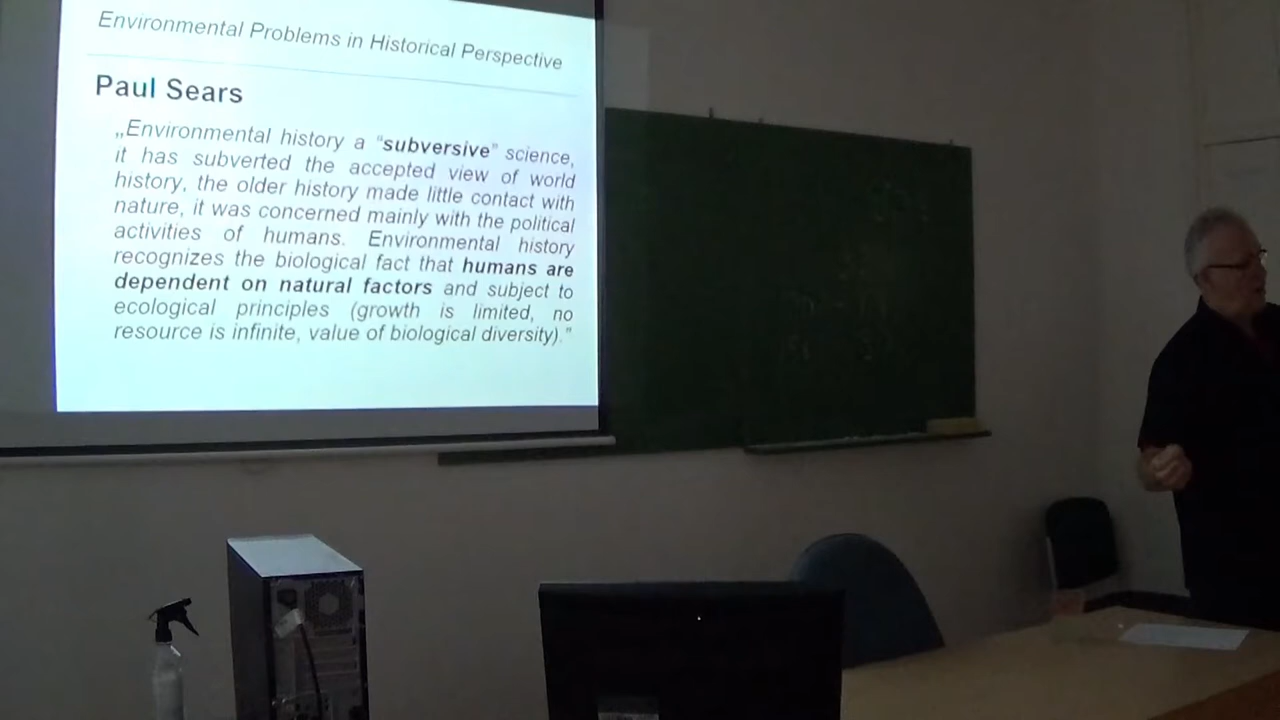 Environmental Problems in Historical Perspective
Paul Sears
„Environmental history a "subversive" science,
it has subverted the accepted view of world
history, the older history made little contact with
nature, it was concerned mainly with the political
activities of humans. Environmental history
recognizes the biological fact that humans are
dependent on natural factors and subject to
ecological principles (growth is limited, no
resource is infinite, value of biological diversity)."